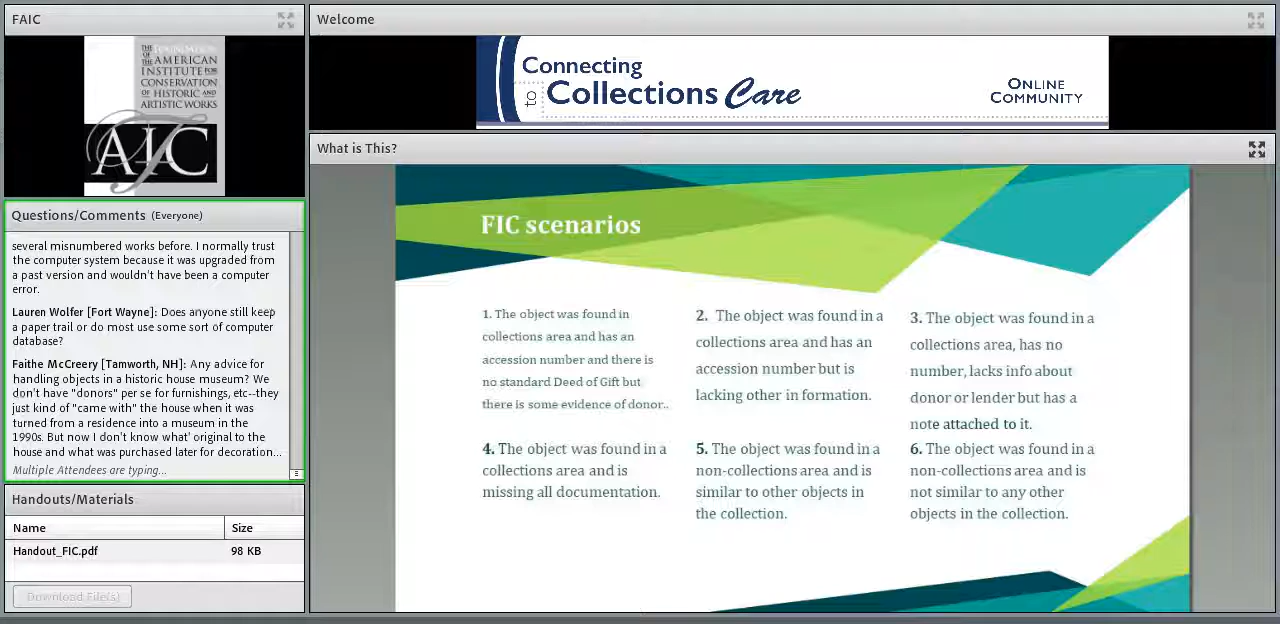 FAIC
THE FOUNDATION
OF THE AMERICAN
INSTITUTE FOR
CONSERVATION
OF HISTORIC AND
ARTISTIC WORKS
AIC
Questions/Comments (Everyone)
several misnumbered works before. I normally trust
the computer system because it was upgraded from
a past version and wouldn't have been a computer
error.
Lauren Wolfer [Fort Wayne]: Does anyone still keep
a paper trail or do most use some sort of computer
database?
Faithe McCreery [Tamworth, NH]: Any advice for
handling objects in a historic house museum? We
don't have "donors" per se for furnishings, etc--they
just kind of "came with" the house when it was
turned from a residence into a museum in the
1990s. But now I don't know what' original to the
house and what was purchased later for decoration...
Multiple Attendees are typing...
Handouts/Materials
Name Size
Handout_FIC.pdf 98 KB
Download File(s)
Welcome
Connecting
to Collections Care
ONLINE
COMMUNITY
What is This?
FIC scenarios
1. The object was found in
collections area and has an
accession number and there is
no standard Deed of Gift but
there is some evidence of donor..
2. The object was found in a
collections area and has an
accession number but is
lacking other in formation.
3. The object was found in a
collections area, has no
number, lacks info about
donor or lender but has a
note attached to it.
4. The object was found in a
collections area and is
missing all documentation.
5. The object was found in a
non-collections area and is
similar to other objects in
the collection.
6. The object was found in a
non-collections area and is
not similar to any other
objects in the collection.